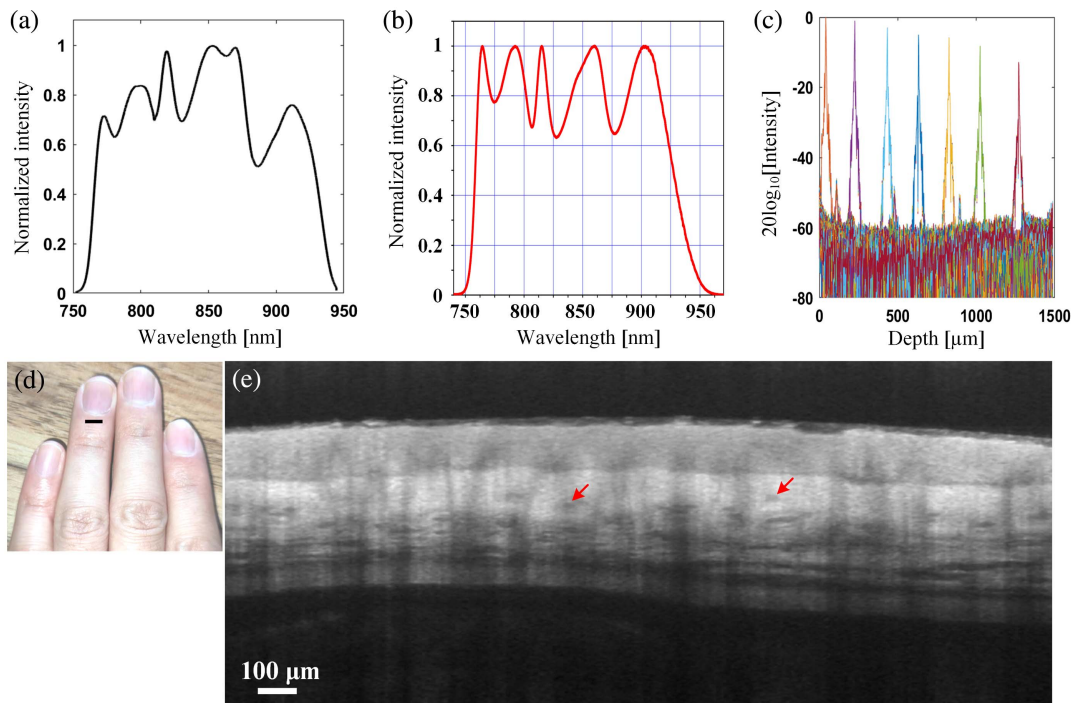 (a)
Normalized intensity
1
0.8
0.6
0.4
0.2
0
750 800 850 900 950
Wavelength [nm]
(b)
Normalized intensity
1
0.8
0.6
0.4
0.2
0
750 800 850 900 950
Wavelength [nm]
(c)
20log₁₀[Intensity]
0
-20
-40
-60
-80
0 500 1000 1500
Depth [μm]
(d)
(e)
100 μm